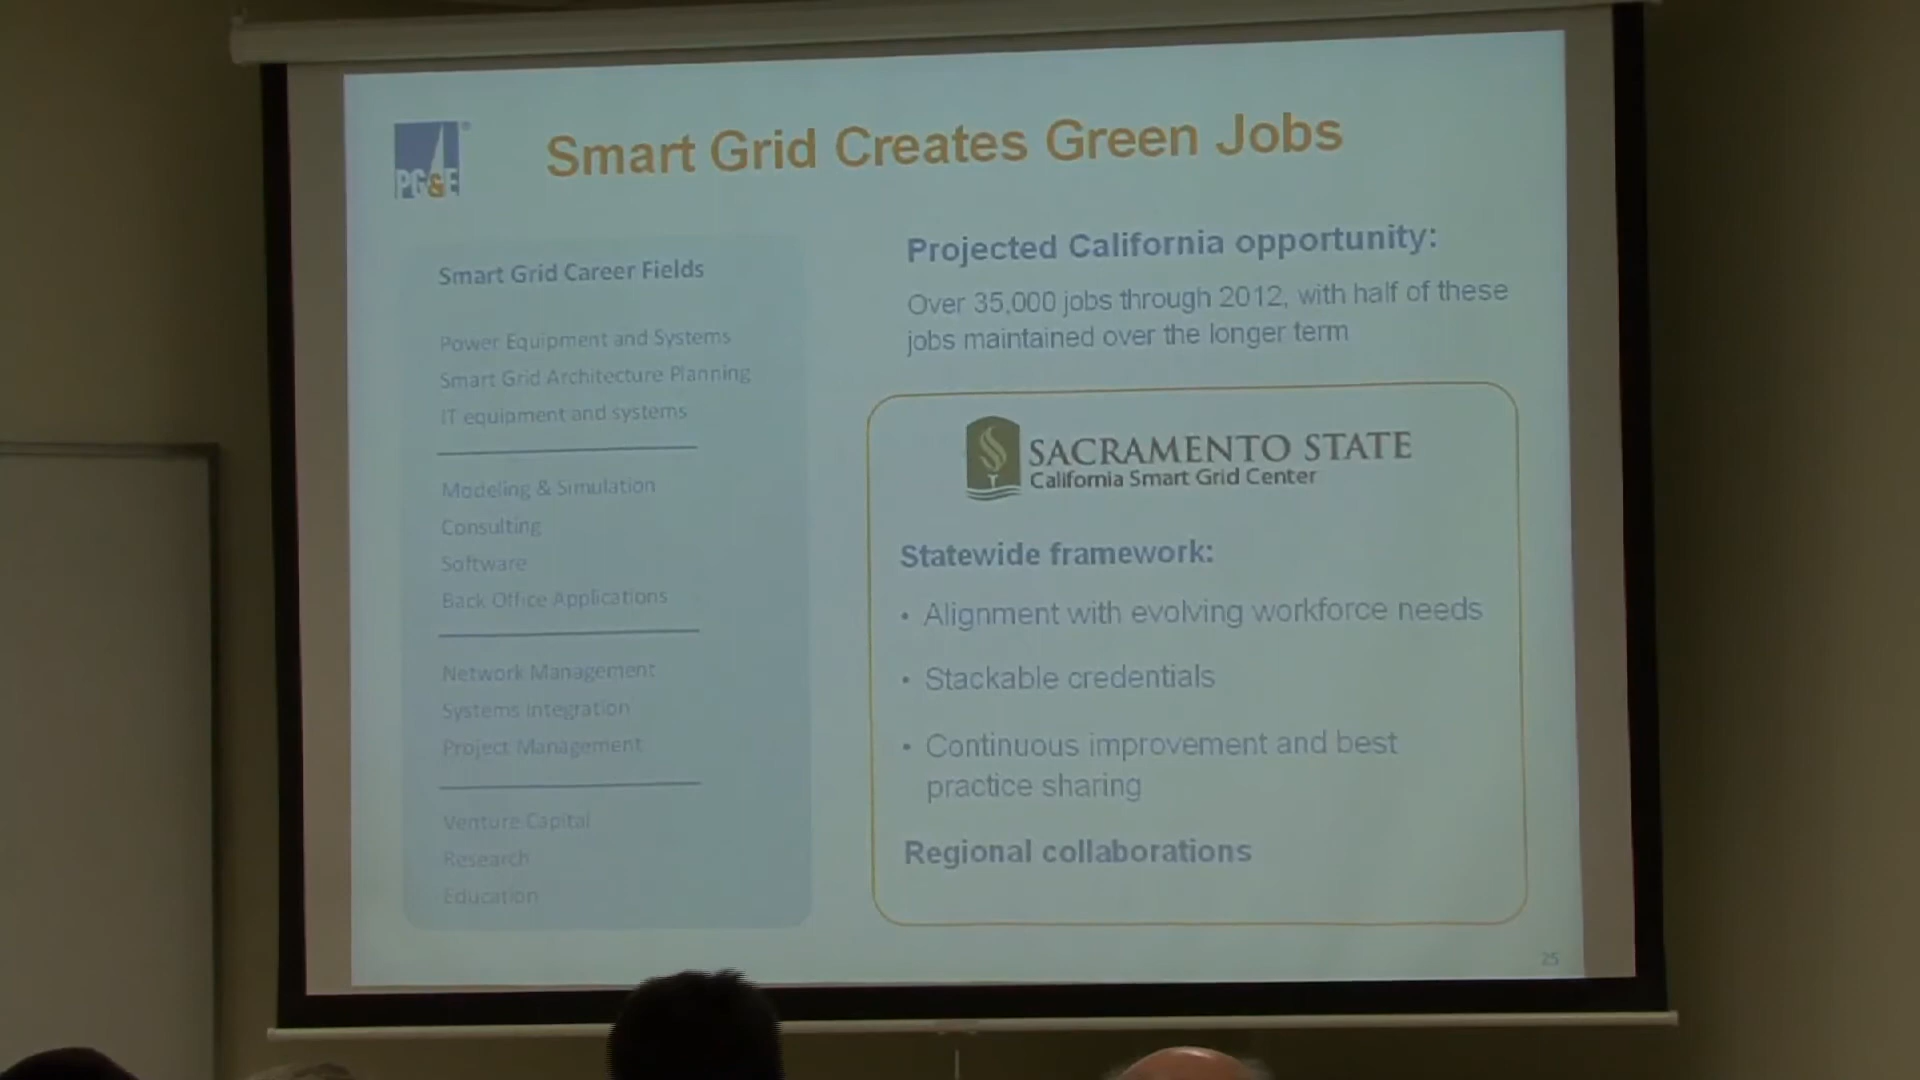 PG&E
Smart Grid Creates Green Jobs
Smart Grid Career Fields
Power Equipment and Systems
Smart Grid Architecture Planning
IT equipment and systems
Modeling & Simulation
Consulting
Software
Back Office Applications
Network Management
Systems Integration
Project Management
Venture Capital
Research
Education
Projected California opportunity:
Over 35,000 jobs through 2012, with half of these
jobs maintained over the longer term
SACRAMENTO STATE
California Smart Grid Center
Statewide framework:
• Alignment with evolving workforce needs
• Stackable credentials
• Continuous improvement and best
practice sharing
Regional collaborations
25